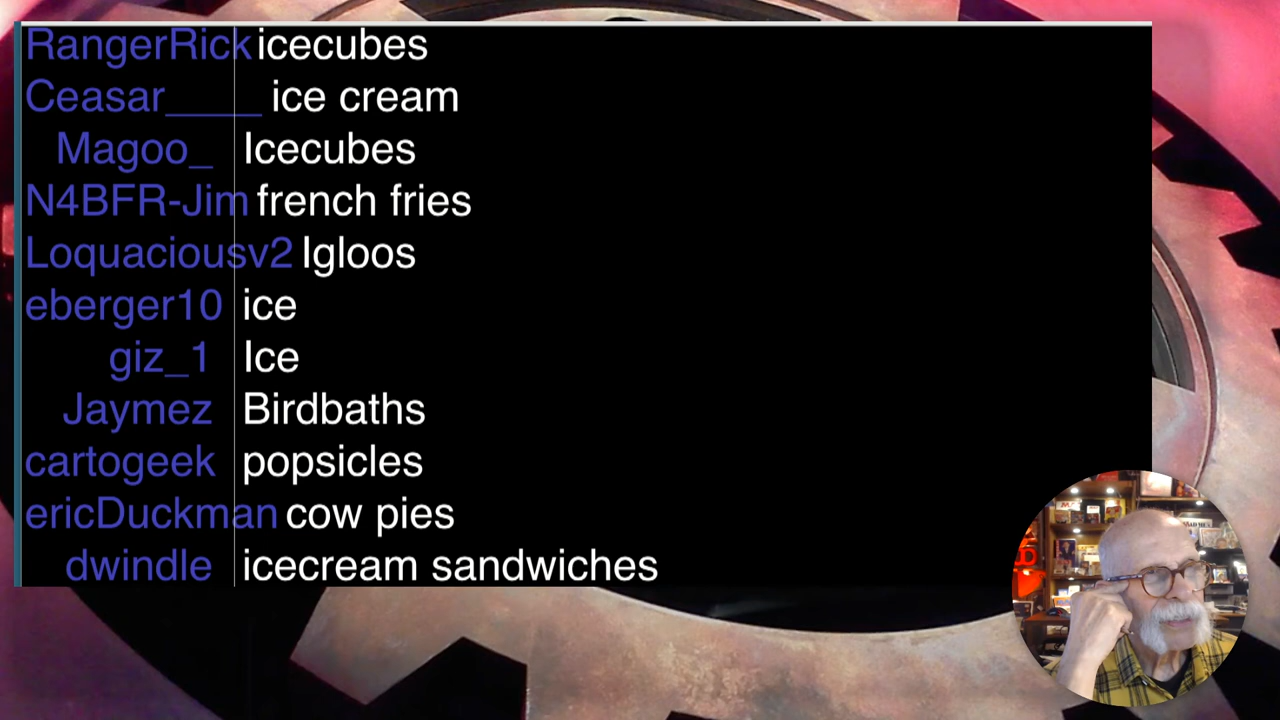 RangerRick icecubes
Ceasar____ ice cream
Magoo_ Icecubes
N4BFR-Jim french fries
Loquaciousv2 Igloos
eberger10 ice
giz_1 Ice
Jaymez Birdbaths
cartogeek popsicles
ericDuckman cow pies
dwindle icecream sandwiches